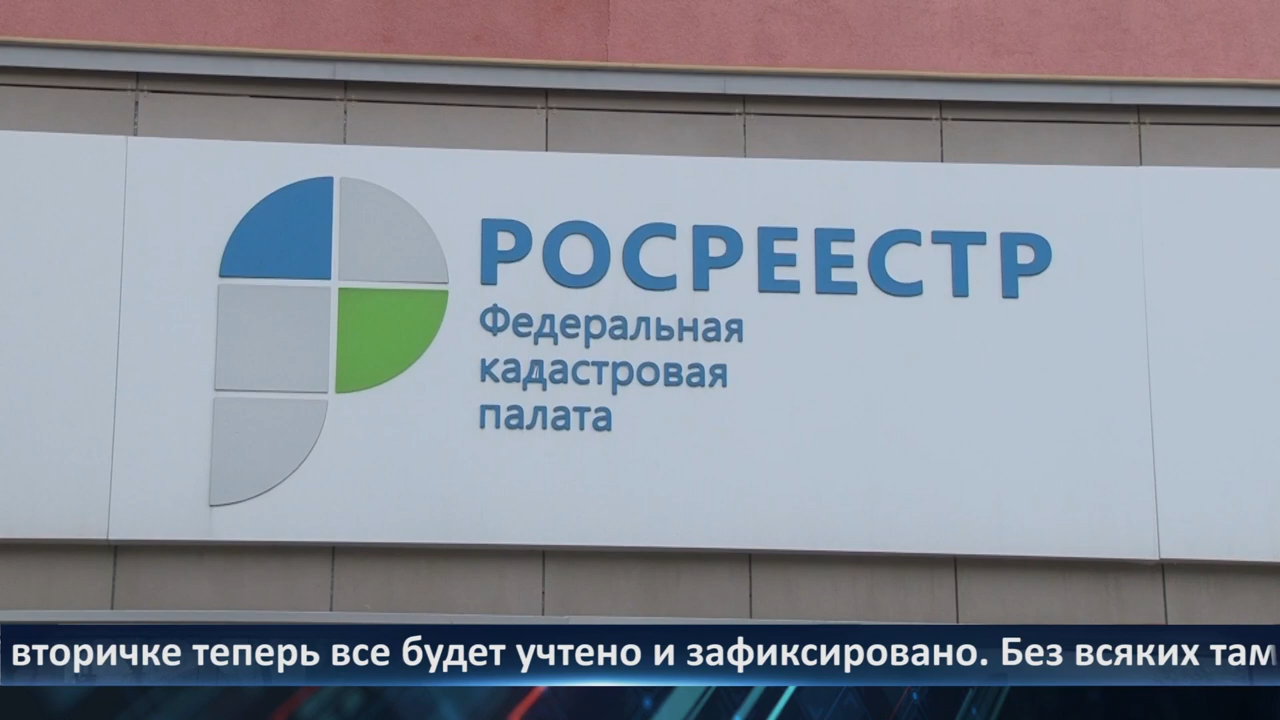 РОСРЕЕСТР
Федеральная
кадастровая
палата
вторичке теперь все будет учтено и зафиксировано. Без всяких там